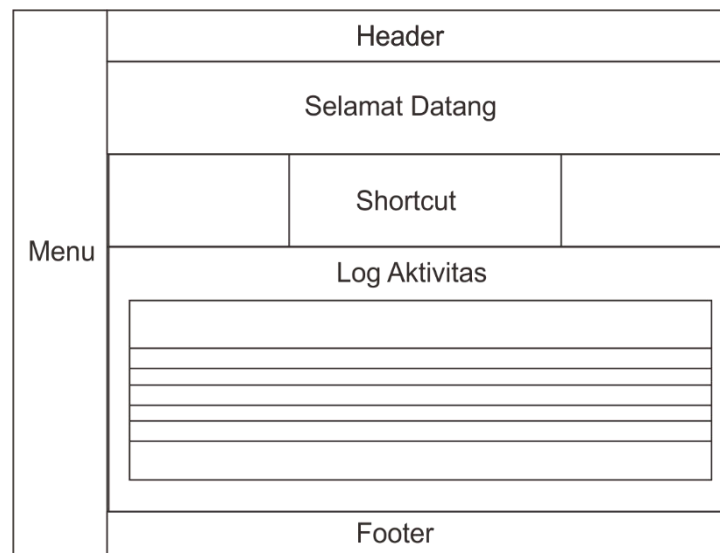 Header
Selamat Datang
Shortcut
Menu
Log Aktivitas
Footer